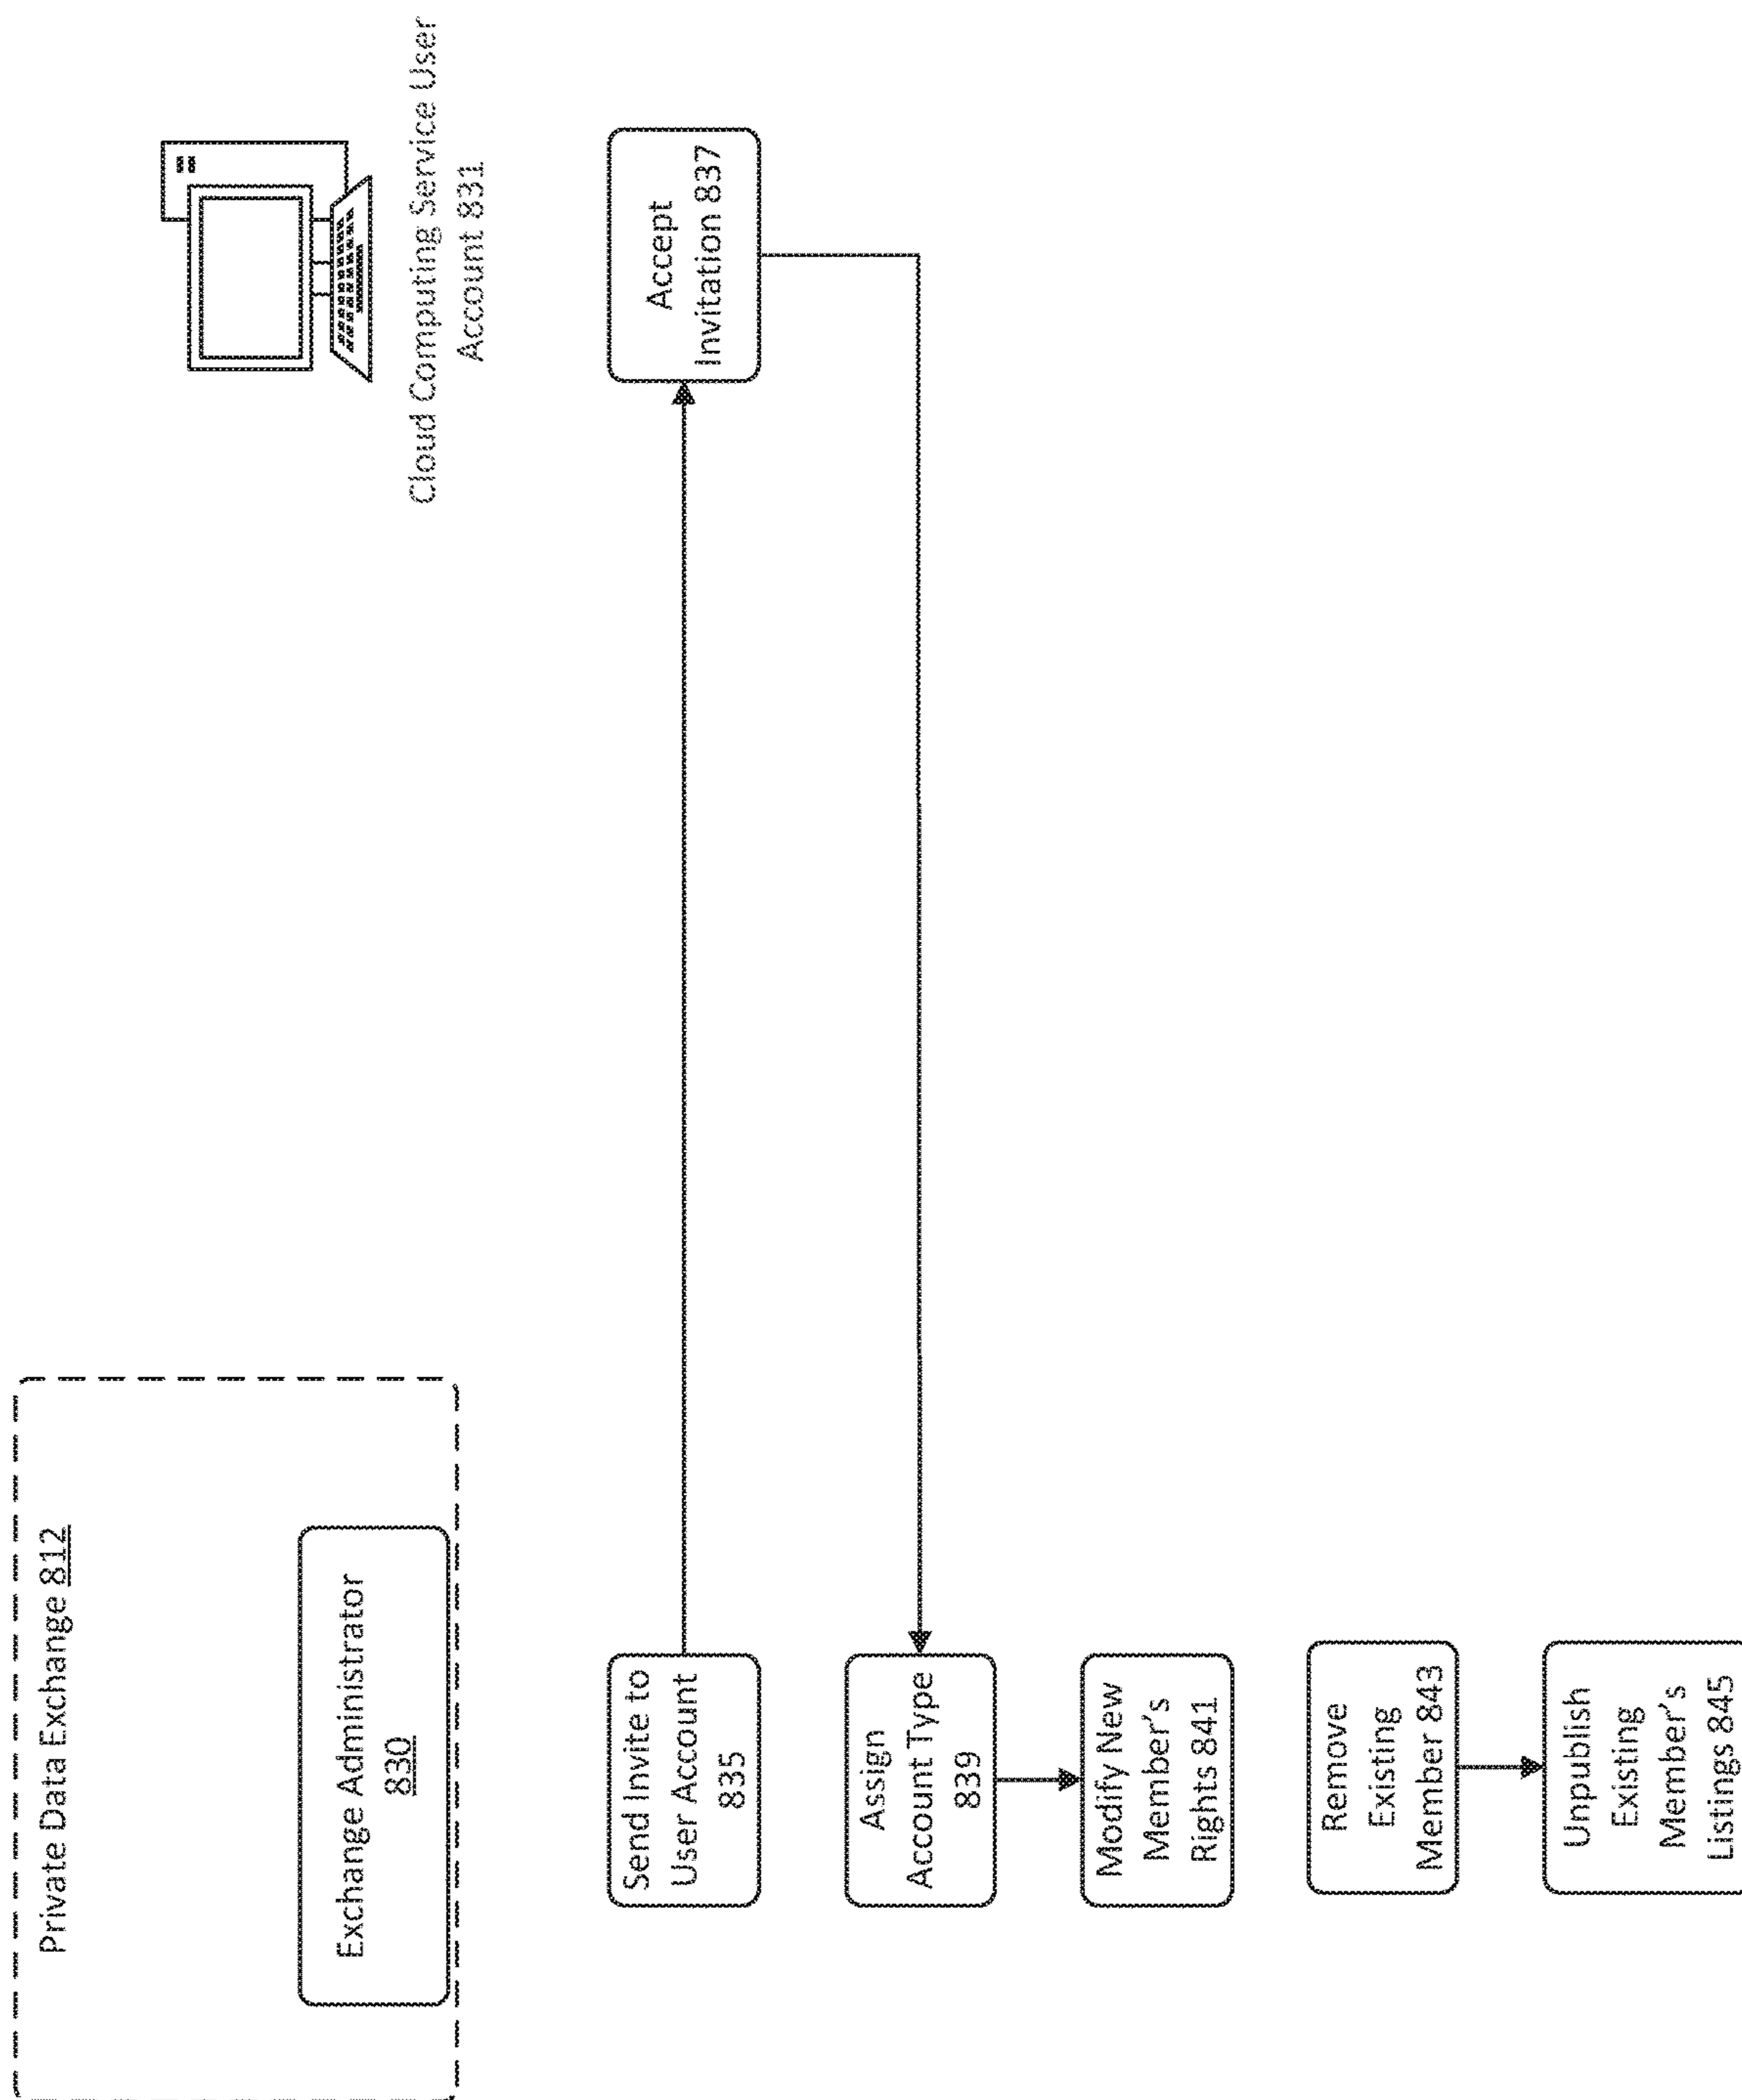 Private Data Exchange 812
Exchange Administrator
830
Cloud Computing Service User
Account 831
Send Invite to
User Account
835
Accept
Invitation 837
Assign
Account Type
839
Modify New
Member's
Rights 841
Remove
Existing
Member 843
Unpublish
Existing
Member's
Listings 845